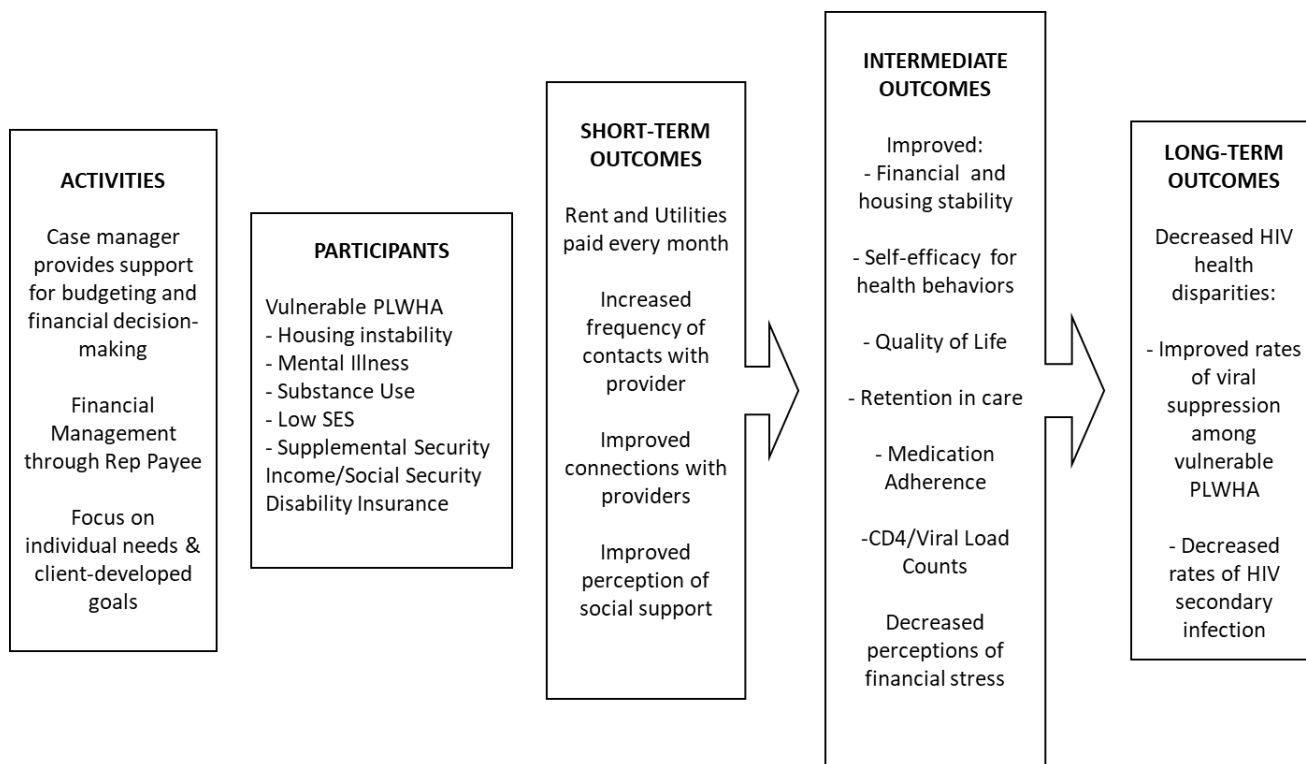 ACTIVITIES
Case manager
provides support
for budgeting and
financial decision-
making
Financial
Management
through Rep Payee
Focus on
individual needs &
client-developed
goals
PARTICIPANTS
Vulnerable PLWHA
- Housing instability
- Mental Illness
- Substance Use
- Low SES
- Supplemental Security
Income/Social Security
Disability Insurance
SHORT-TERM
OUTCOMES
Rent and Utilities
paid every month
Increased
frequency of
contacts with
provider
Improved
connections with
providers
Improved
perception of
social support
INTERMEDIATE
OUTCOMES
Improved:
- Financial and
housing stability
- Self-efficacy for
health behaviors
- Quality of Life
- Retention in care
- Medication
Adherence
-CD4/Viral Load
Counts
Decreased
perceptions of
financial stress
LONG-TERM
OUTCOMES
Decreased HIV
health
disparities:
- Improved rates
of viral
suppression
among
vulnerable
PLWHA
- Decreased
rates of HIV
secondary
infection